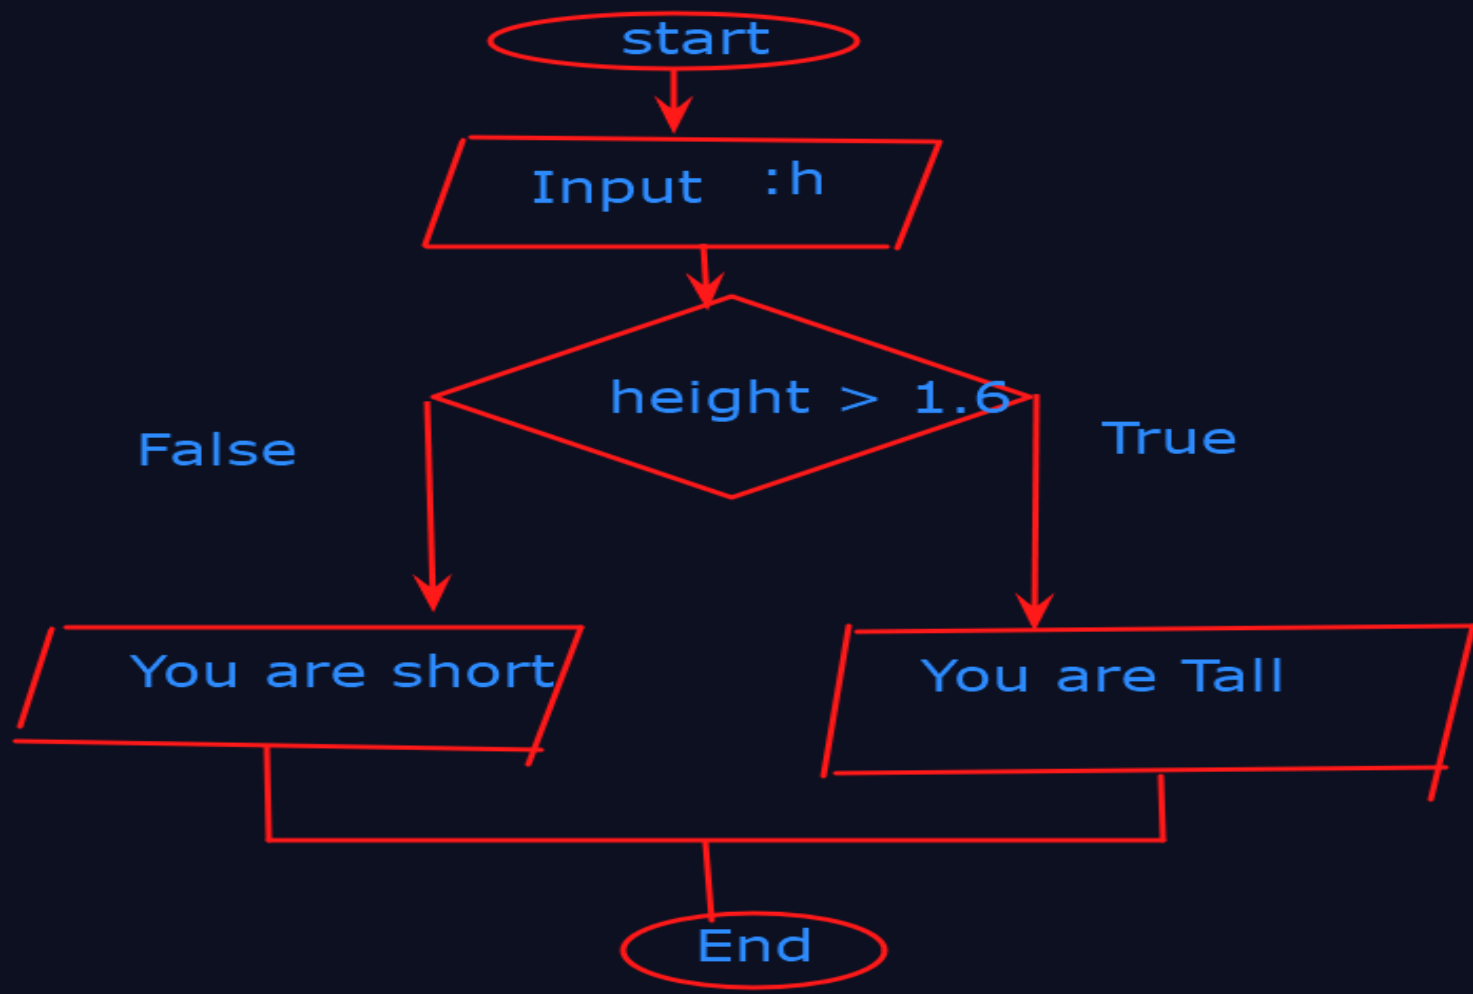 start
Input :h
height > 1.6
False
True
You are short
You are Tall
End